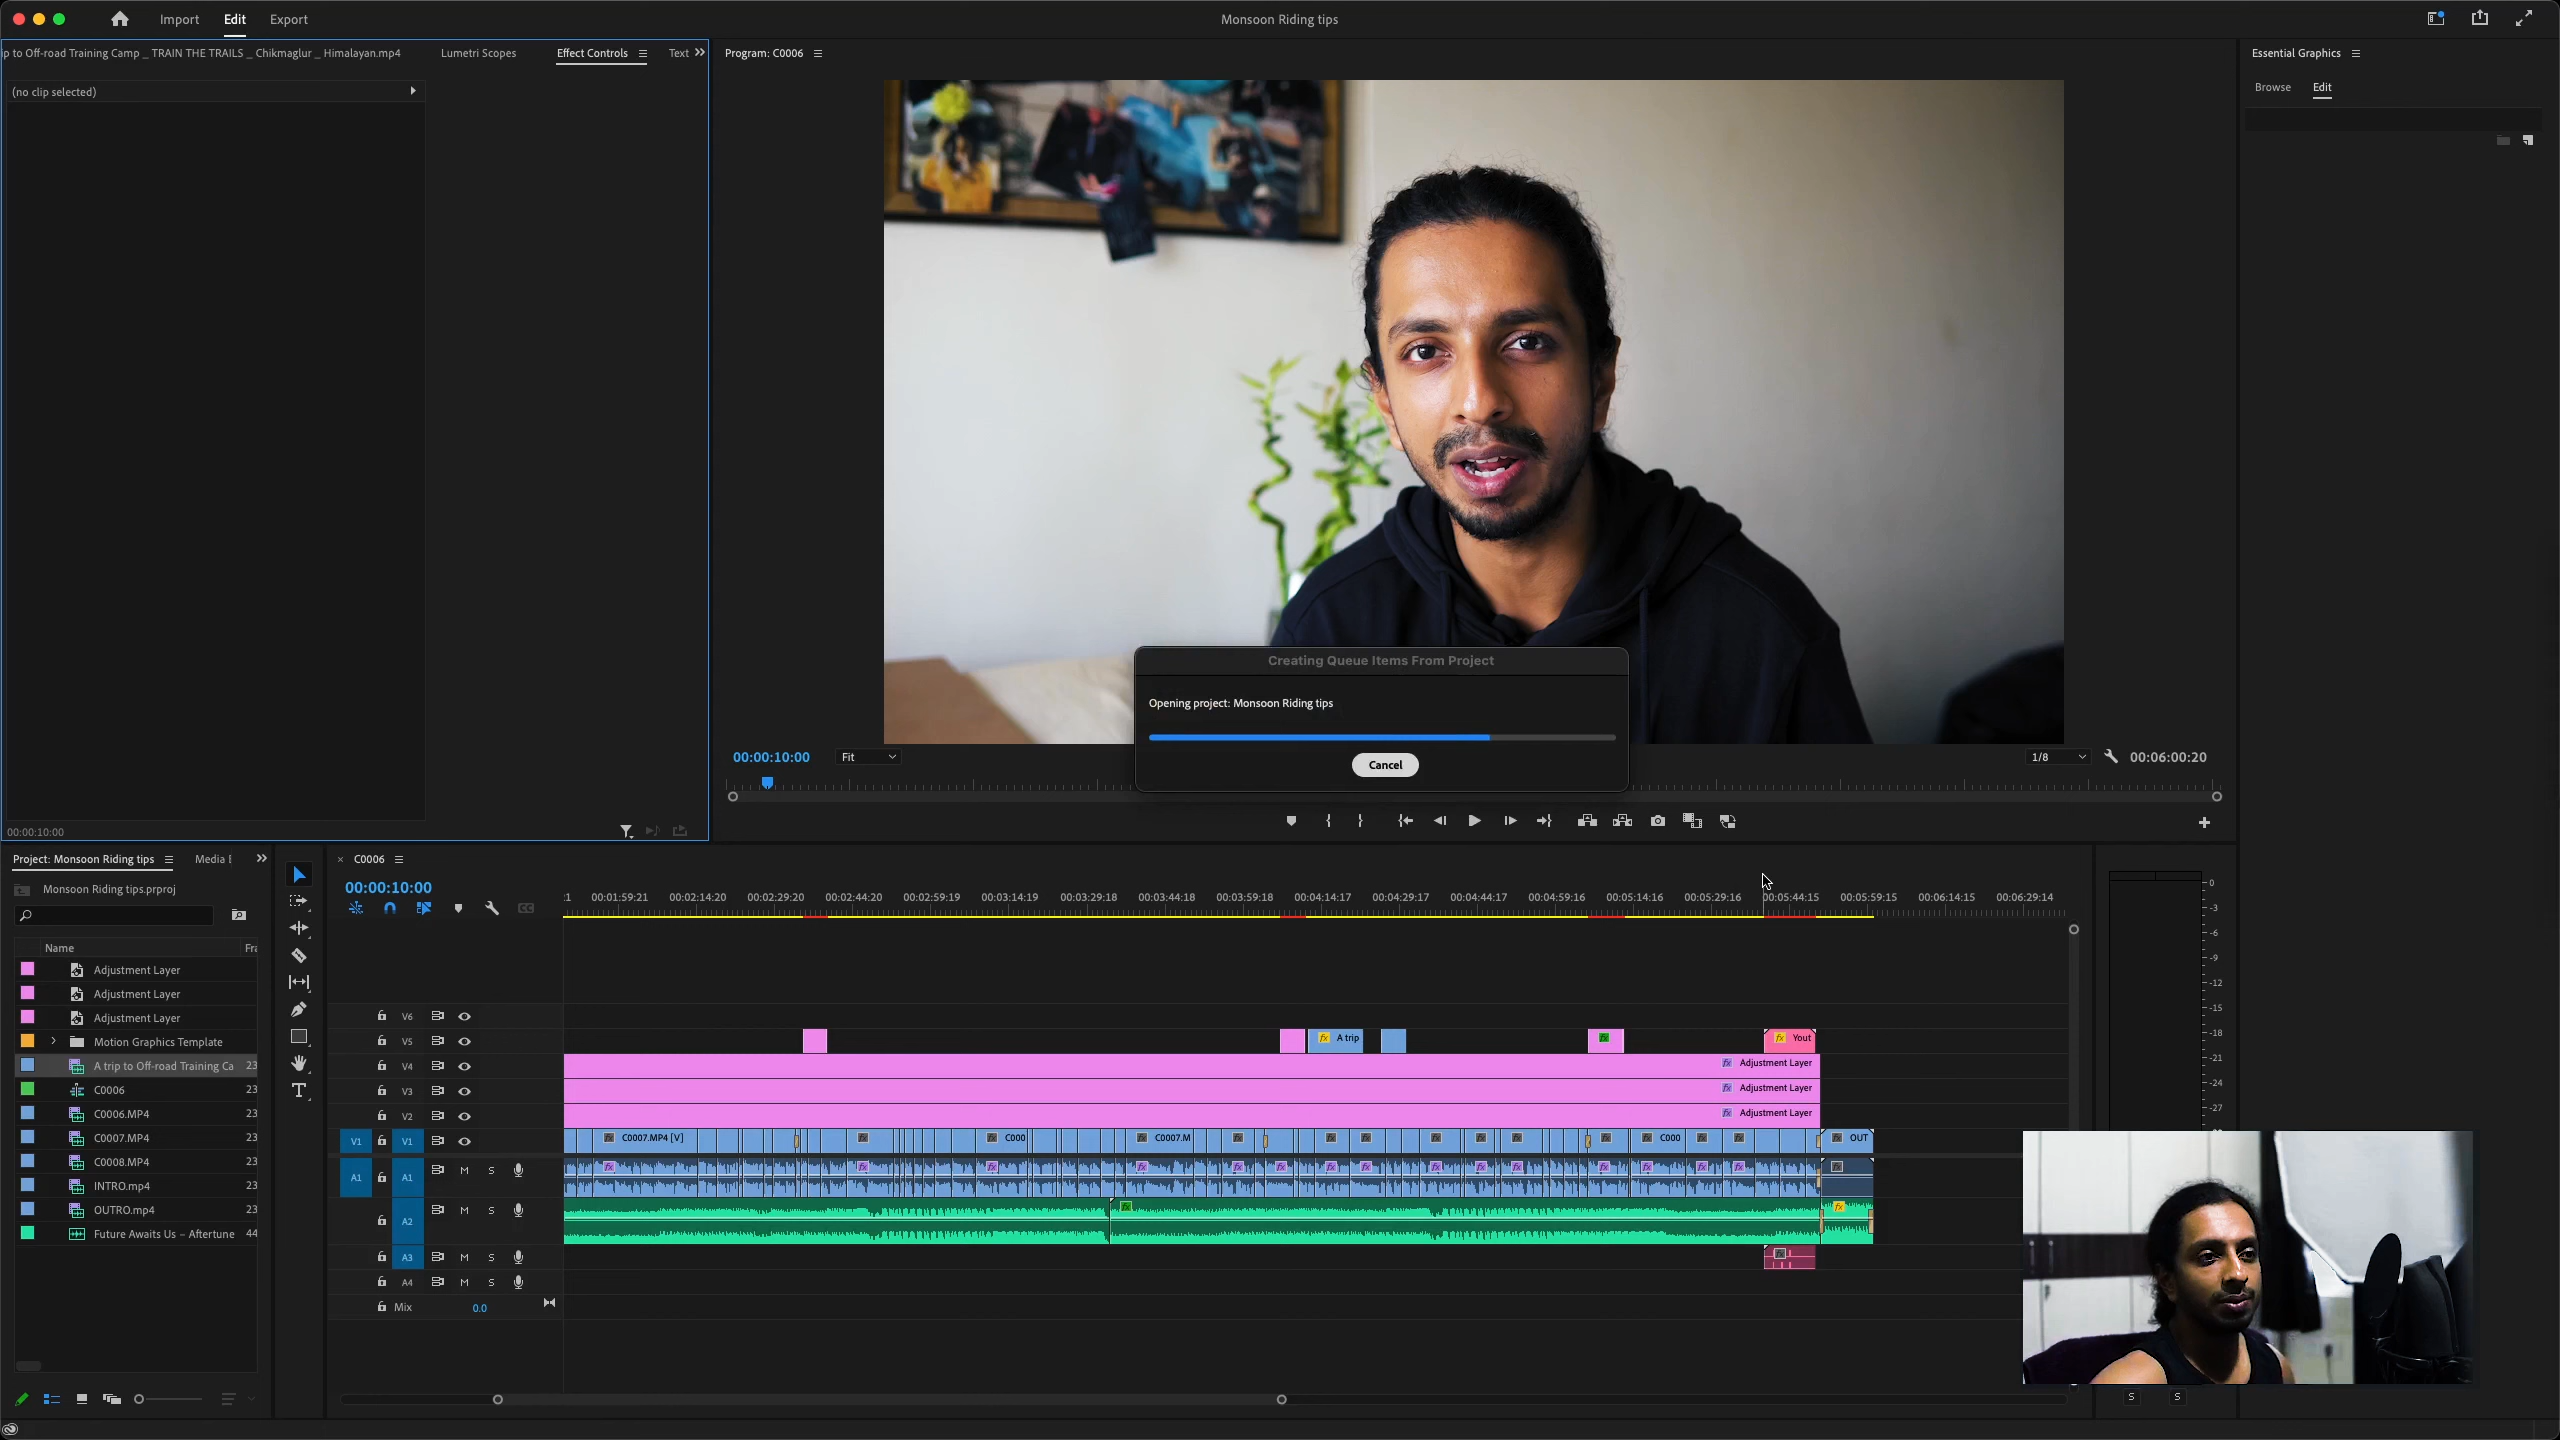 Import Edit Export
Monsoon Riding tips
ip to Off-road Training Camp _ TRAIN THE TRAILS _ Chikmaglur _ Himalayan.mp4
Lumetri Scopes
Effect Controls
Text
Program: C0006
Essential Graphics
Browse Edit
(no clip selected)
00:00:10:00
Creating Queue Items From Project
Opening project: Monsoon Riding tips
Cancel
00:00:10:00
Fit
1/8
00:06:00:20
Project: Monsoon Riding tips
Media
Monsoon Riding tips.prproj
Name
Fra
Adjustment Layer
Adjustment Layer
Adjustment Layer
Motion Graphics Template
A trip to Off-road Training Ca 23
C0006 23
C0006.MP4 23
C0007.MP4 23
C0008.MP4 23
INTRO.mp4 23
OUTRO.mp4 23
Future Awaits Us – Aftertune 44
C0006
00:00:10:00
:1 00:01:59:21 00:02:14:20 00:02:29:20 00:02:44:20 00:02:59:19 00:03:14:19 00:03:29:18 00:03:44:18 00:03:59:18 00:04:14:17 00:04:29:17 00:04:44:17 00:04:59:16 00:05:14:16 00:05:29:16 00:05:44:15 00:05:59:15 00:06:14:15 00:06:29:14
V6
V5 fx A trip fx fx Yout
V4 fx Adjustment Layer
V3 fx Adjustment Layer
V2 fx Adjustment Layer
V1 V1 C0007.MP4 [V] C000 C0007.M C000 OUT
A1 A1 M S
A2 M S
A3 M S
A4 M S
Mix 0.0
0
-3
-6
-9
-12
-15
-18
-21
-24
-27
S S